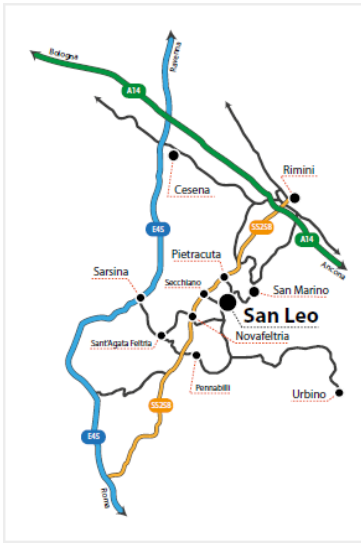 Bologna
Ravenna
A14
Cesena
Rimini
E45
SS258
A14
Ancona
Pietracuta
Sarsina
Secchiano
San Marino
San Leo
Sant'Agata Feltria
Novafeltria
Pennabilli
Urbino
SS258
E45
Roma